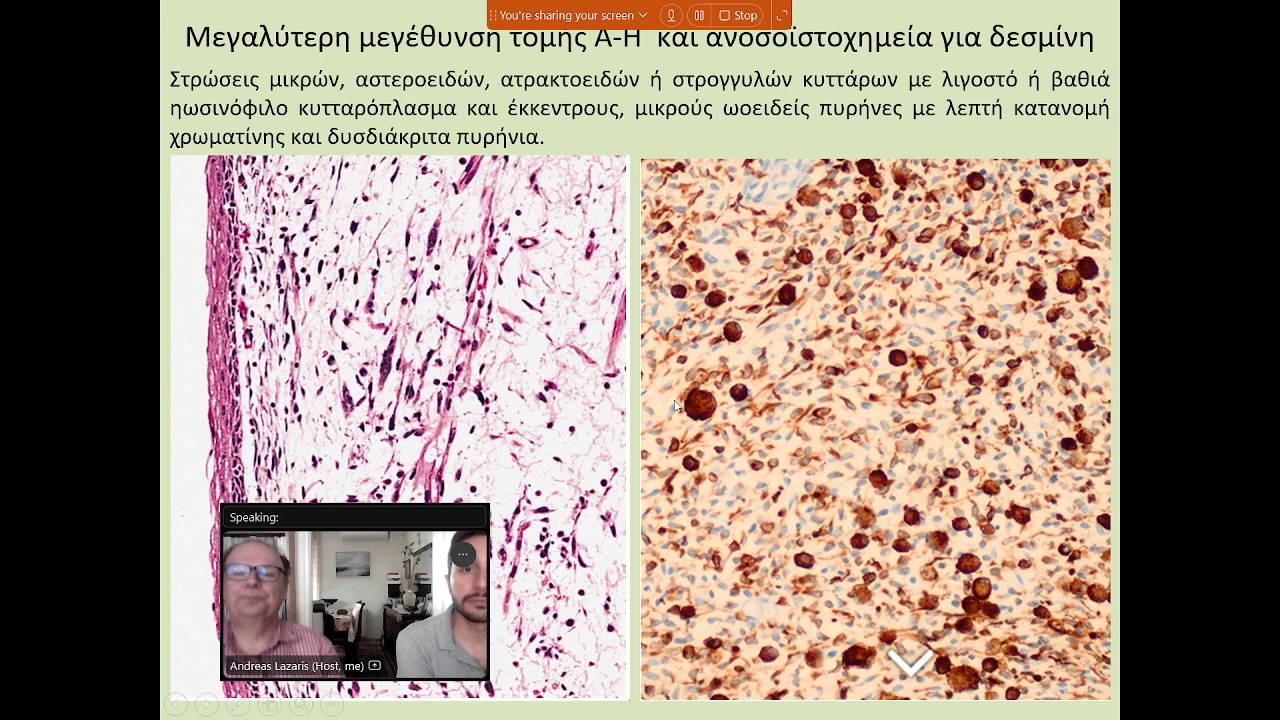 You're sharing your screen
Stop
Μεγαλύτερη μεγέθυνση τομής Α-Η και ανοσοϊστοχημεία για δεσμίνη
Στρώσεις μικρών, αστεροειδών, ατρακτοειδών ή στρογγυλών κυττάρων με λιγοστό ή βαθιά
ηωσινόφιλο κυτταρόπλασμα και έκκεντρους, μικρούς ωοειδείς πυρήνες με λεπτή κατανομή
χρωματίνης και δυσδιάκριτα πυρήνια.
Speaking:
Andreas Lazaris (Host, me)